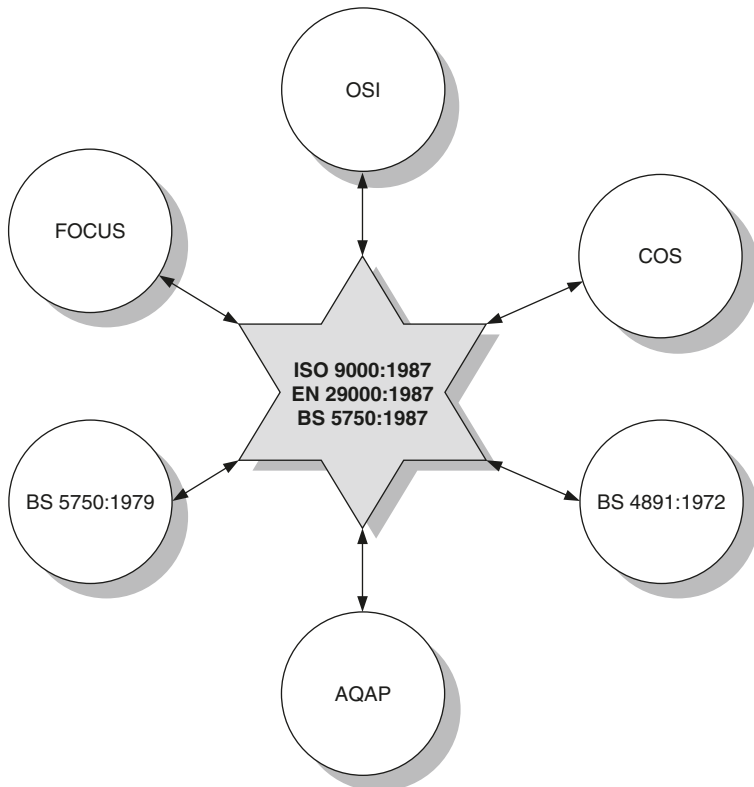 OSI
FOCUS
COS
ISO 9000:1987
EN 29000:1987
BS 5750:1987
BS 5750:1979
BS 4891:1972
AQAP